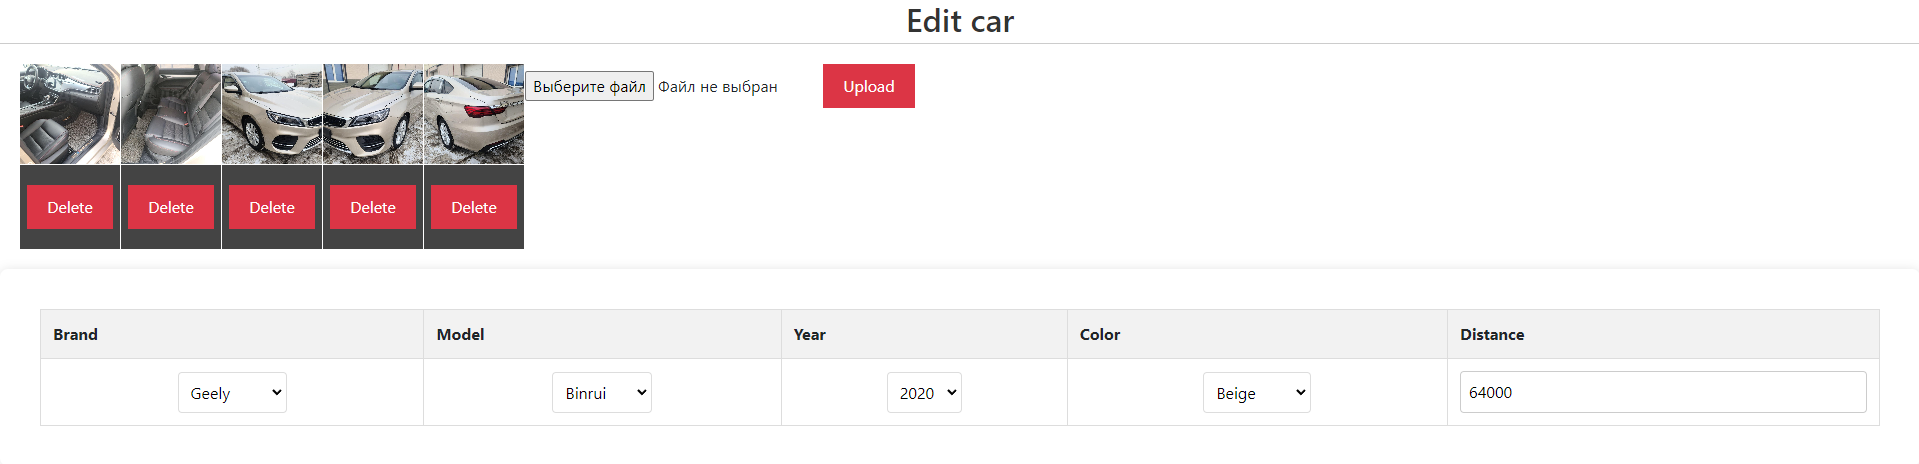 Edit car
Выберите файл Файл не выбран Upload
Delete Delete Delete Delete Delete
Brand Model Year Color Distance
Geely Binrui 2020 Beige 64000